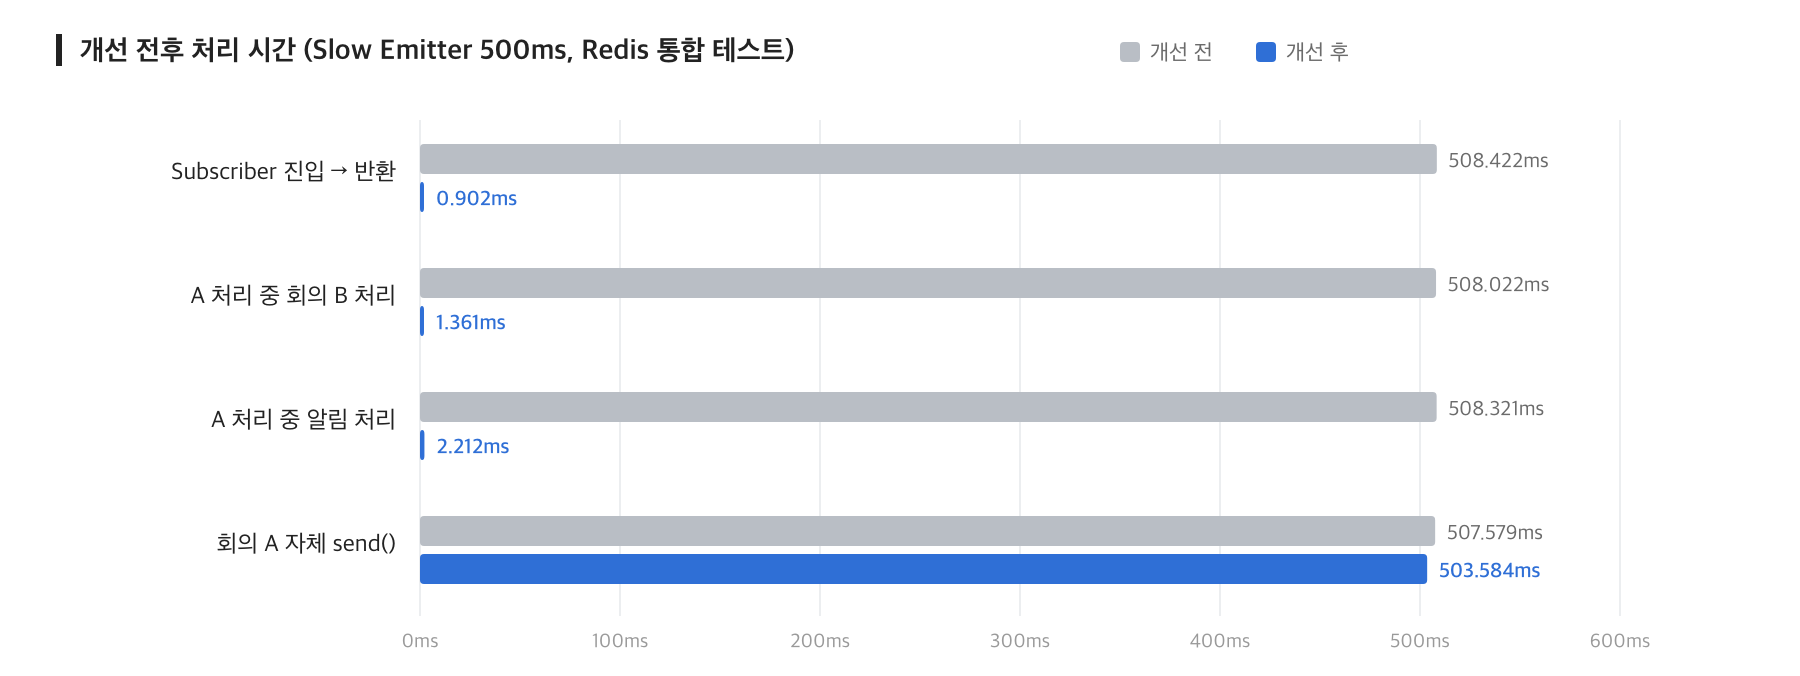 개선 전후 처리 시간 (Slow Emitter 500ms, Redis 통합 테스트)
개선 전
개선 후
Subscriber 진입 → 반환
508.422ms
0.902ms
A 처리 중 회의 B 처리
508.022ms
1.361ms
A 처리 중 알림 처리
508.321ms
2.212ms
회의 A 자체 send()
507.579ms
503.584ms
0ms
100ms
200ms
300ms
400ms
500ms
600ms